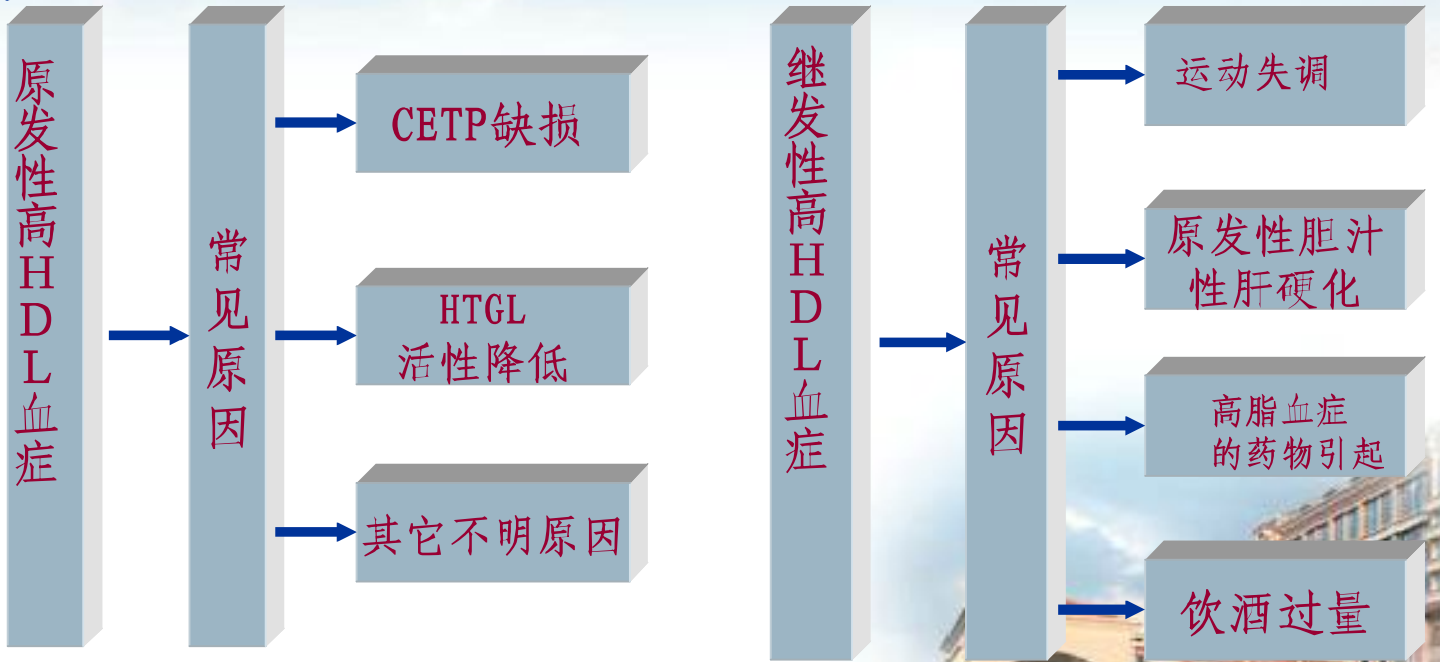 原发性高HDL血症
常见原因
CETP缺损
HTGL
活性降低
其它不明原因
继发性高HDL血症
常见原因
运动失调
原发性胆汁
性肝硬化
高脂血症
的药物引起
饮酒过量